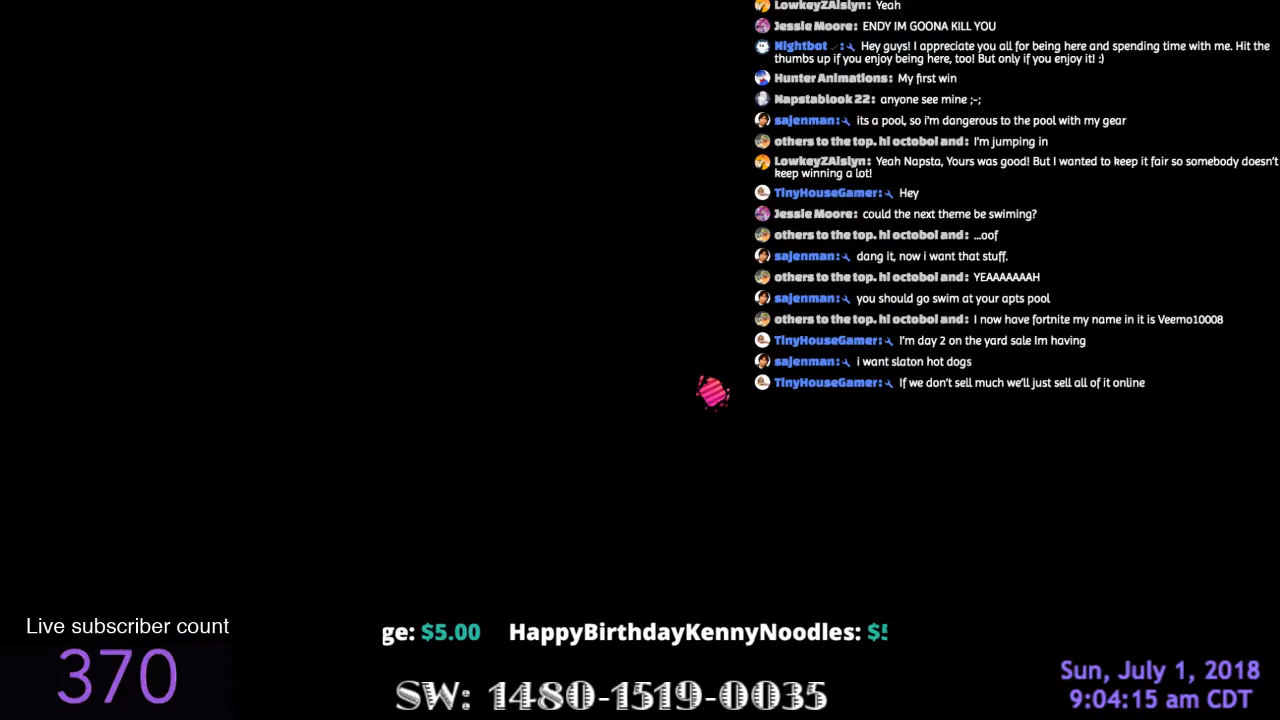 LowkeyZAislyn: Yeah
Jessie Moore: ENDY IM GOONA KILL YOU
Nightbot: Hey guys! I appreciate you all for being here and spending time with me. Hit the
thumbs up if you enjoy being here, too! But only if you enjoy it! :)
Hunter Animations: My first win
Napstablook 22: anyone see mine ;-;
sajenman: its a pool, so i'm dangerous to the pool with my gear
others to the top. hi octobol and: I'm jumping in
LowkeyZAislyn: Yeah Napsta, Yours was good! But I wanted to keep it fair so somebody doesn't
keep winning a lot!
TinyHouseGamer: Hey
Jessie Moore: could the next theme be swiming?
others to the top. hi octobol and: ...oof
sajenman: dang it, now i want that stuff.
others to the top. hi octobol and: YEAAAAAAH
sajenman: you should go swim at your apts pool
others to the top. hi octobol and: I now have fortnite my name in it is Veemo10008
TinyHouseGamer: I'm day 2 on the yard sale Im having
sajenman: i want slaton hot dogs
TinyHouseGamer: If we don't sell much we'll just sell all of it online
Live subscriber count
370
ge: $5.00 HappyBirthdayKennyNoodles: $5
SW: 1480-1519-0035
Sun, July 1, 2018
9:04:15 am CDT